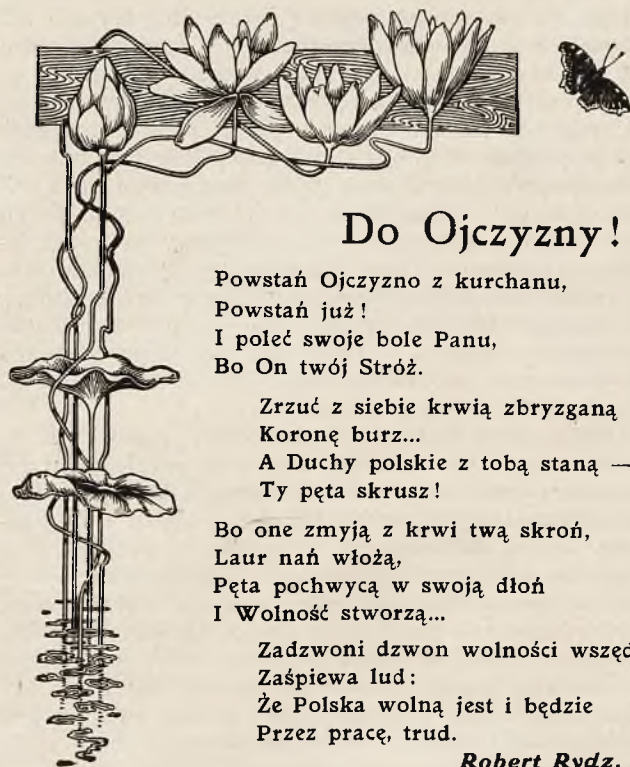 Do Ojczyzny!
Powstań Ojczyzno z kurchanu,
Powstań już!
I poleć swoje bole Panu,
Bo On twój Stróż.
Zrzuć z siebie krwią zbryzganą
Koronę burz...
A Duchy polskie z tobą staną —
Ty pęta skrusz!
Bo one zmyją z krwi twą skroń,
Laur nań włożą,
Pęta pochwycą w swoją dłoń
I Wolność stworzą...
Zadzwoni dzwon wolności wszęd
Zaśpiewa lud:
Że Polska wolną jest i będzie
Przez pracę, trud.
Robert Rydz.